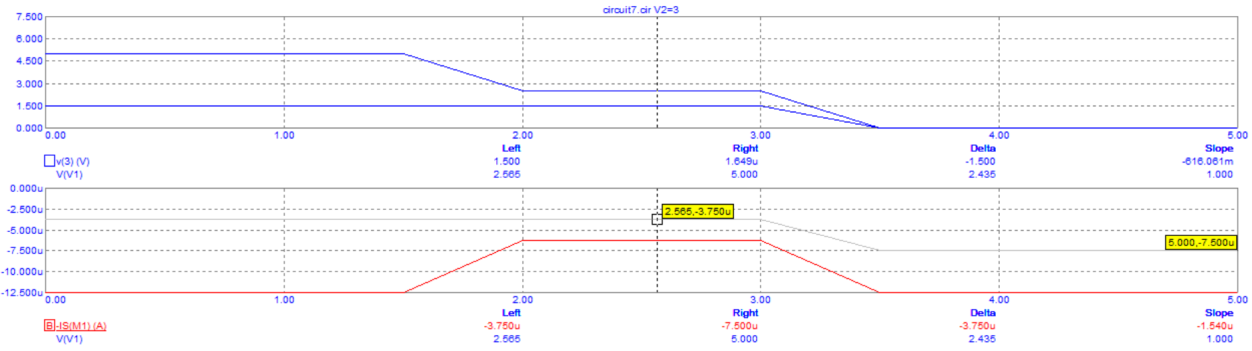 circuit7.cir V2=3
7.500
6.000
4.500
3.000
1.500
0.000
0.00 1.00 2.00 3.00 4.00 5.00
Left Right Delta Slope
v(3) (V) 1.500 1.649u -1.500 -616.061m
V(V1) 2.565 5.000 2.435 1.000
0.000u
-2.500u
2.565,-3.750u
-5.000u
5.000,-7.500u
-7.500u
-10.000u
-12.500u
0.00 1.00 2.00 3.00 4.00 5.00
Left Right Delta Slope
B -IS(M1) (A) -3.750u -7.500u -3.750u -1.540u
V(V1) 2.565 5.000 2.435 1.000